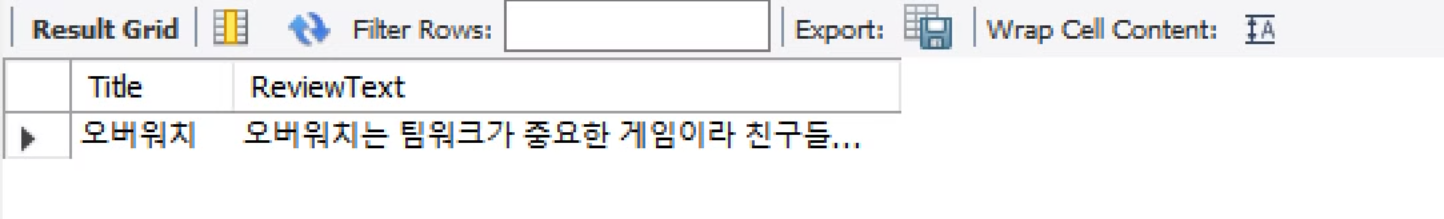 Result Grid Filter Rows: Export: Wrap Cell Content: A
Title ReviewText
오버워치 오버워치는 팀워크가 중요한 게임이라 친구들...